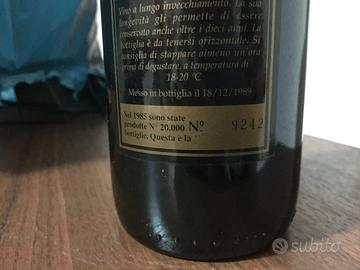 Vino a lungo invecchiamento. La sua
longevità gli permette di essere
conservato anche oltre i dieci anni. La
bottiglia è da tenersi orizzontale. Si
consiglia di stappare almeno un'ora
prima di degustare, a temperatura di
18-20 °C
Messo in bottiglia il 18/12/1989
Nel 1985 sono state
prodotte N° 20.000 Nº 9242
bottiglie. Questa è la
subito